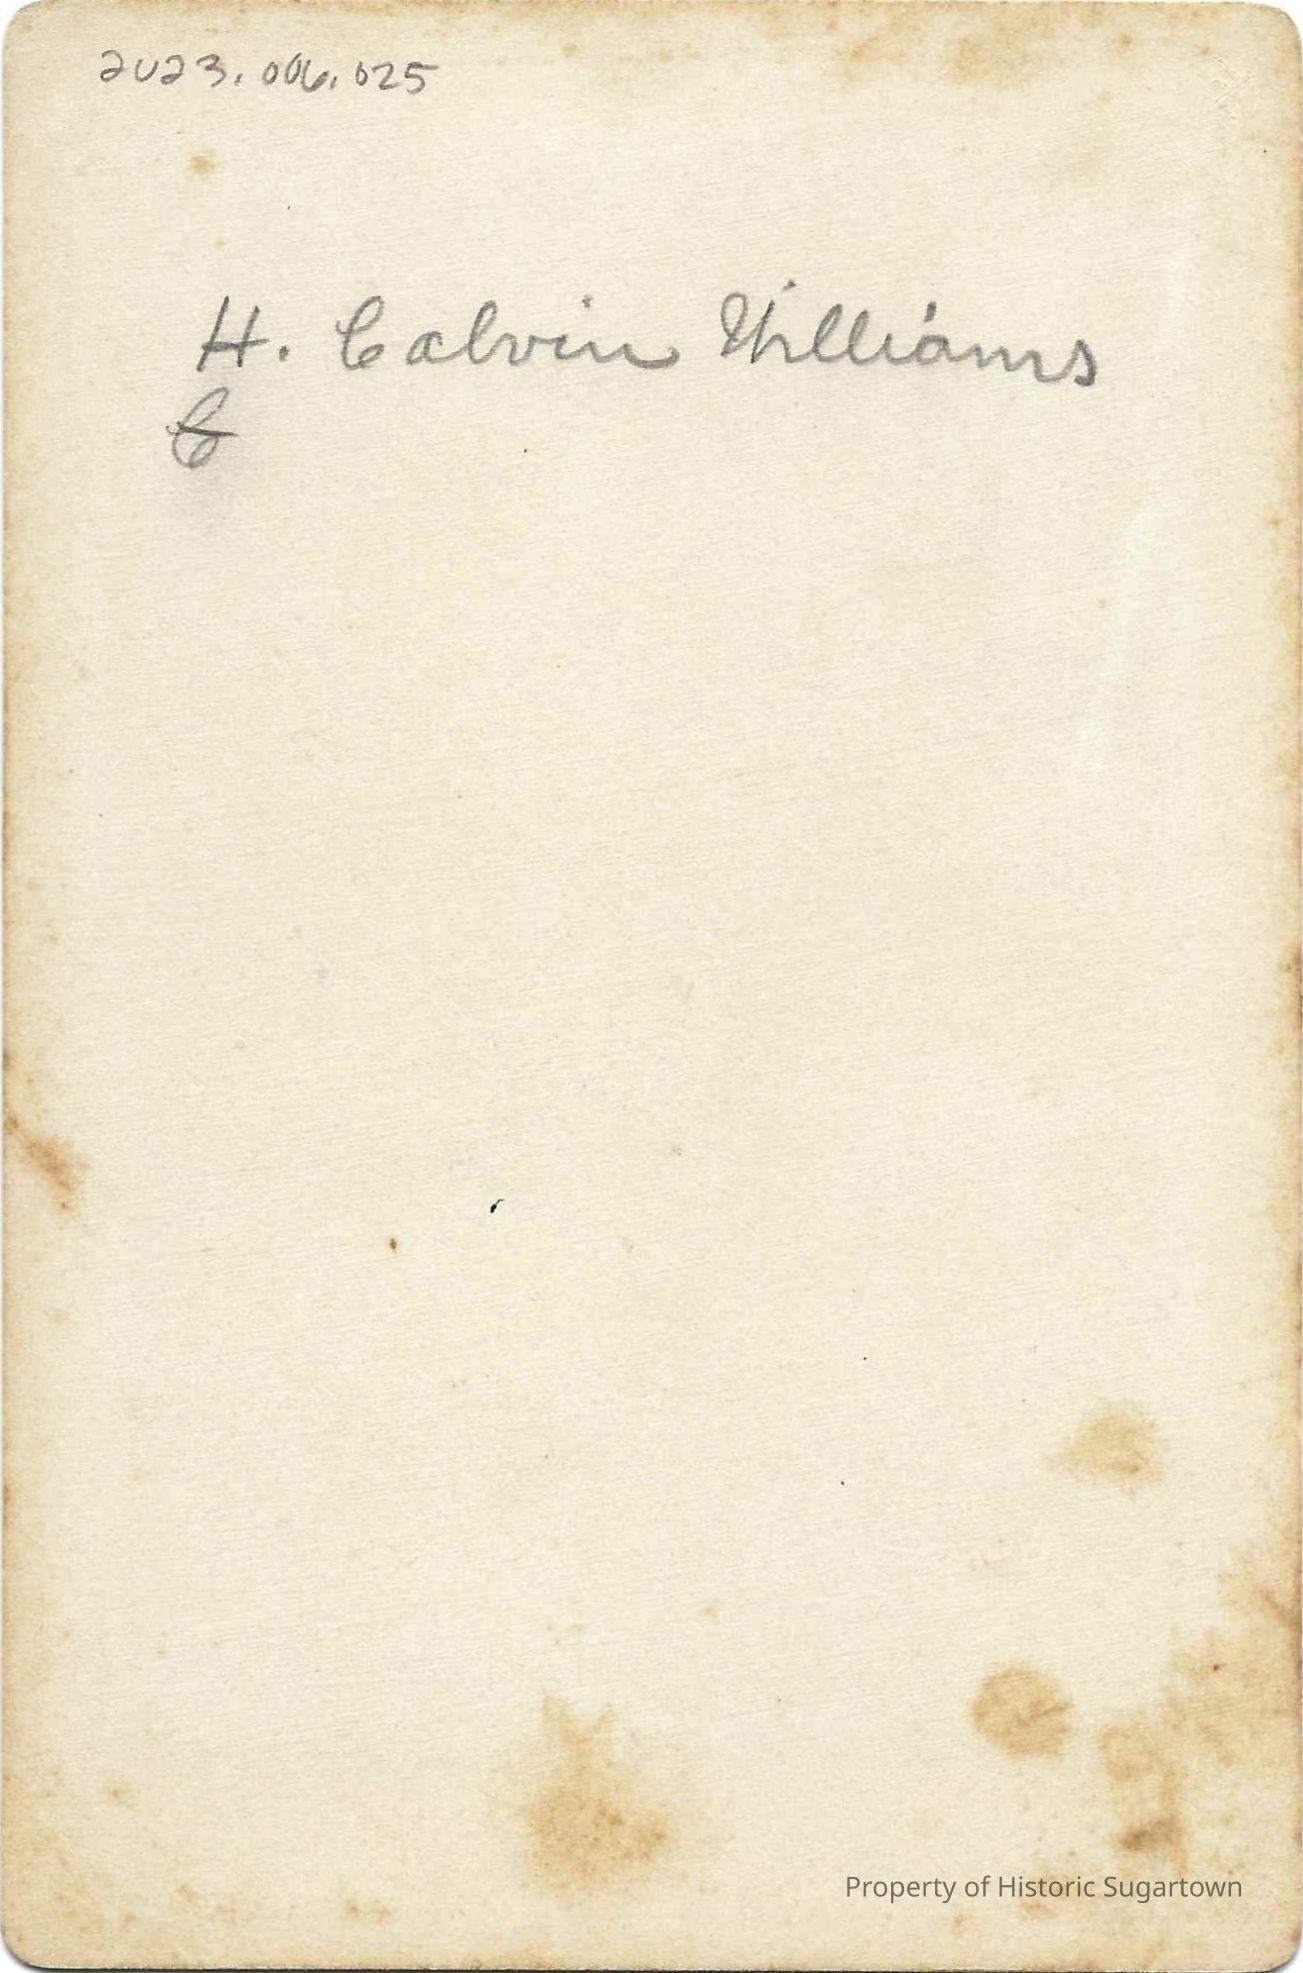 2023.006.025
H. Calvin Williams
C
Property of Historic Sugartown